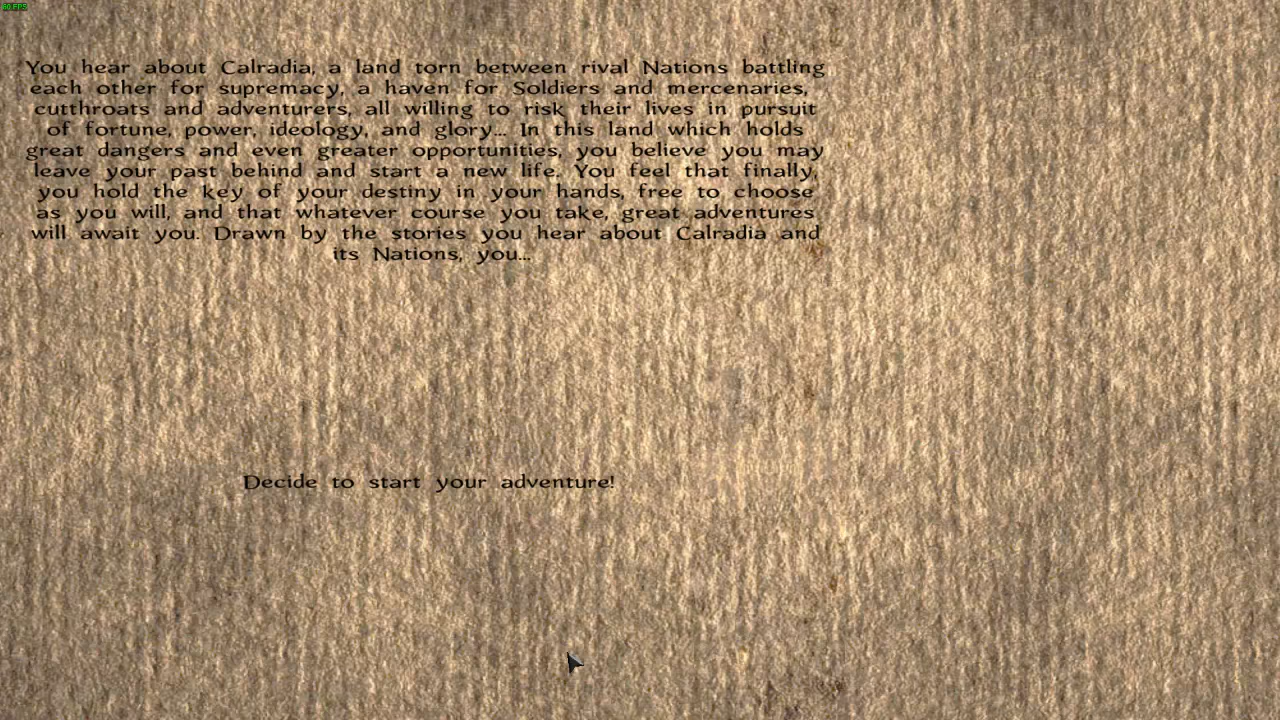 60 FPS
You hear about Calradia, a land torn between rival Nations battling
each other for supremacy, a haven for Soldiers and mercenaries,
cutthroats and adventurers, all willing to risk their lives in pursuit
of fortune, power, ideology, and glory... In this land which holds
great dangers and even greater opportunities, you believe you may
leave your past behind and start a new life. You feel that finally,
you hold the key of your destiny in your hands, free to choose
as you will, and that whatever course you take, great adventures
will await you. Drawn by the stories you hear about Calradia and
its Nations, you...
Decide to start your adventure!